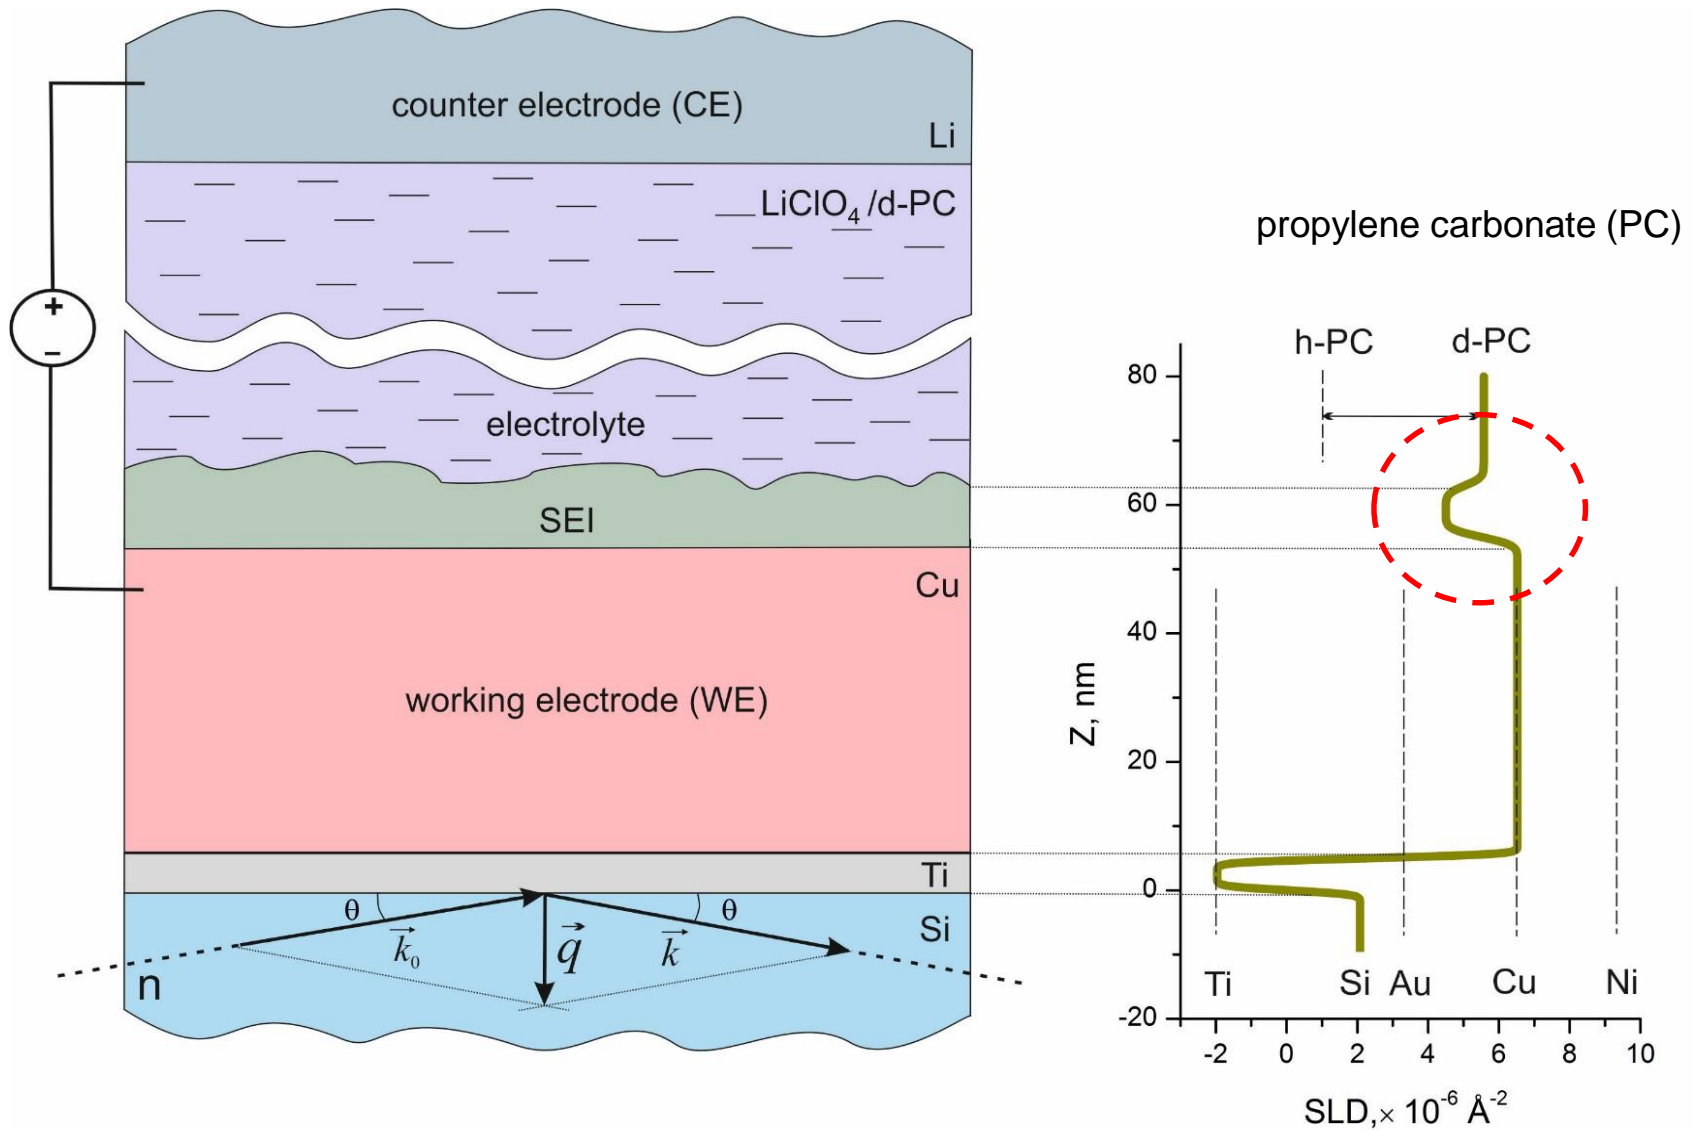 counter electrode (CE)
Li
LiClO₄ /d-PC
+
−
electrolyte
SEI
Cu
working electrode (WE)
Ti
θ
θ
Si
k⃗₀
q⃗
k⃗
n
propylene carbonate (PC)
h-PC
d-PC
80
60
40
20
0
-20
Z, nm
Ti
Si
Au
Cu
Ni
-2
0
2
4
6
8
10
SLD,× 10⁻⁶ Å⁻²